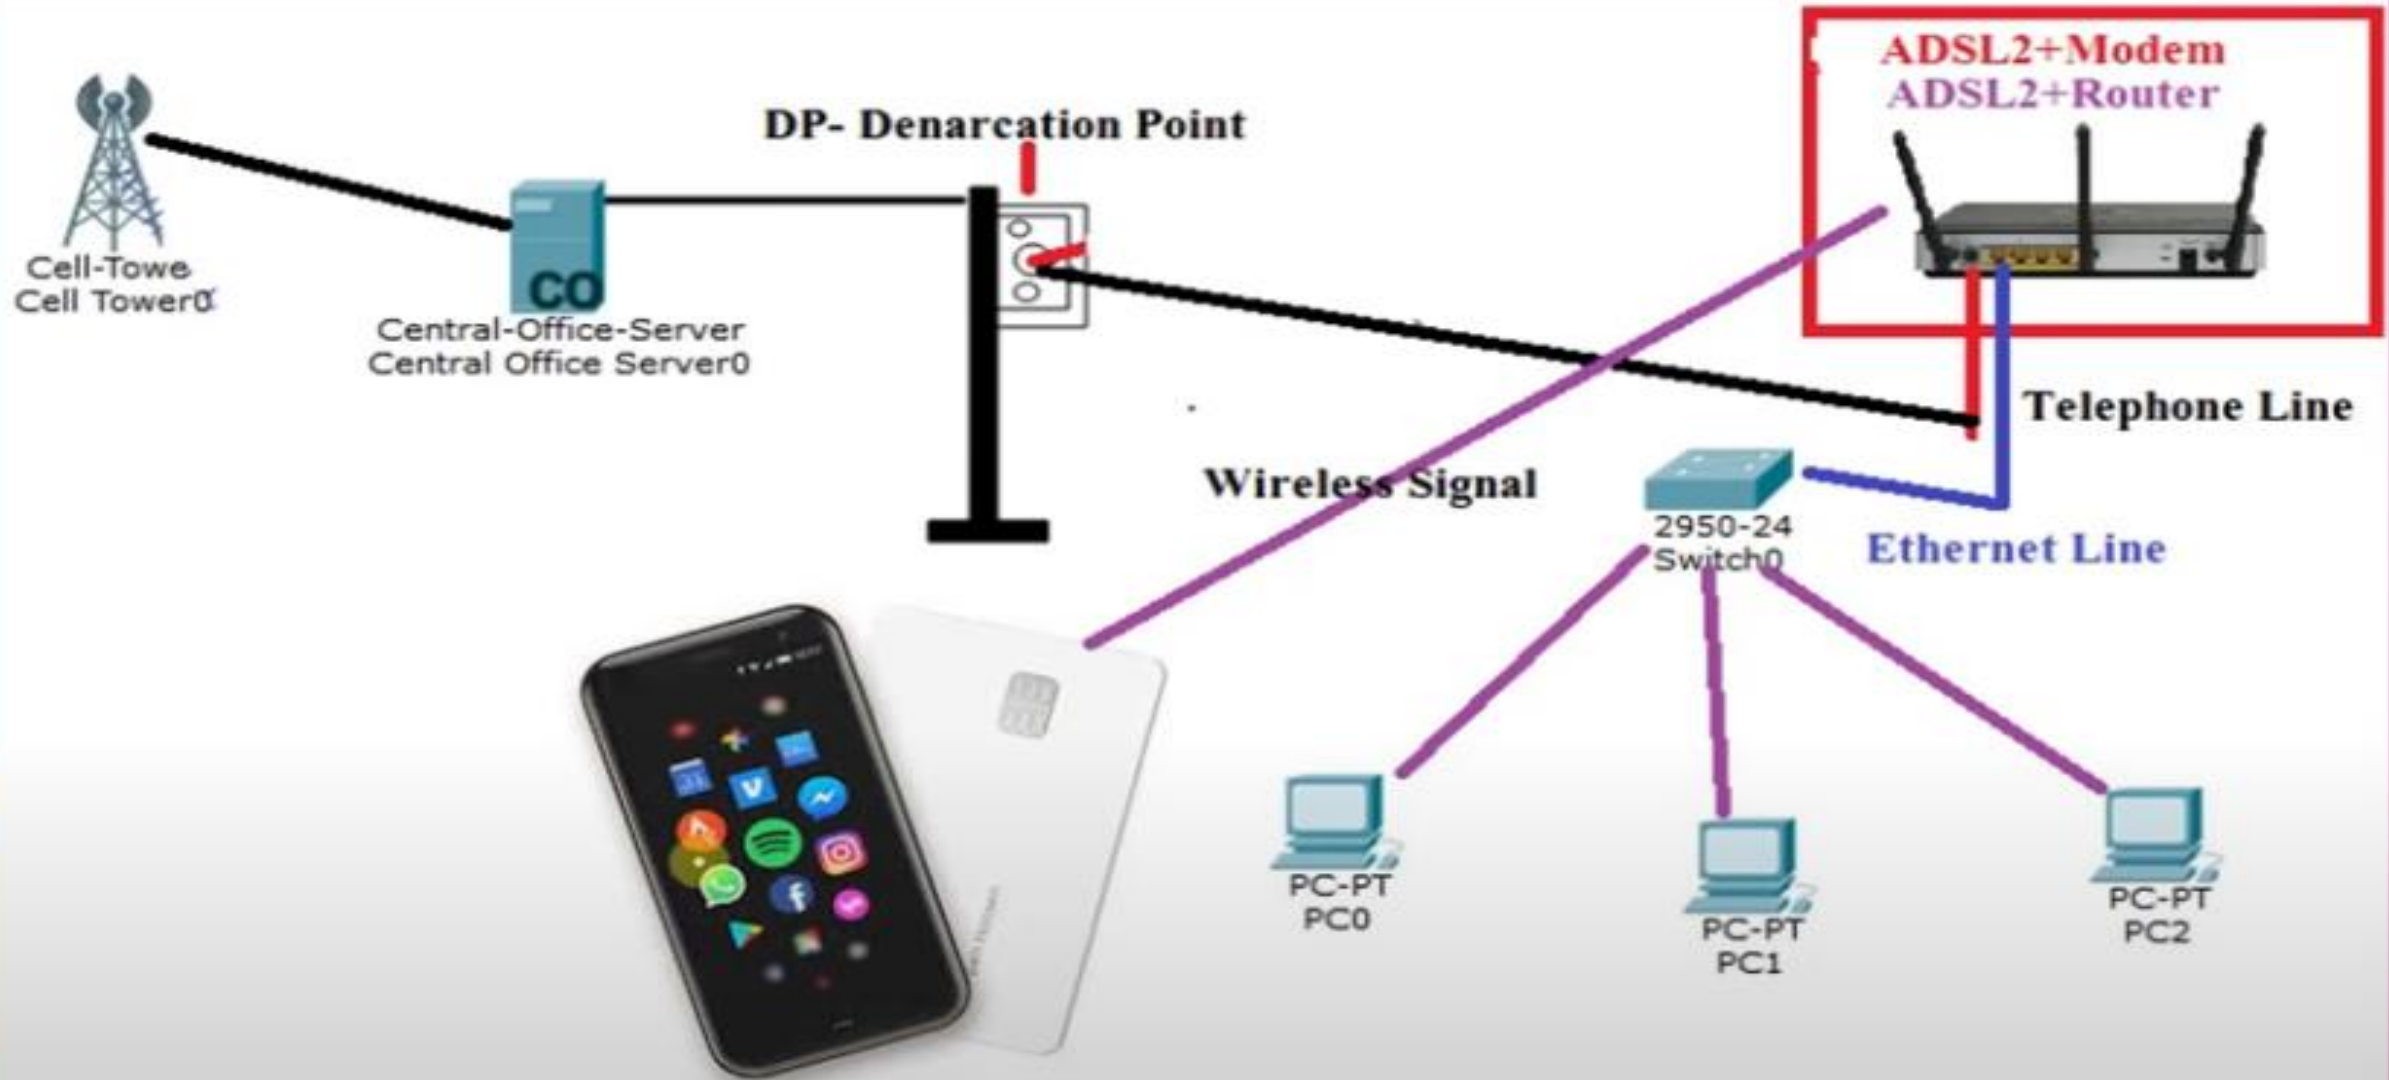 ADSL2+Modem
ADSL2+Router
DP- Denarcation Point
Cell-Towe
Cell Tower0
CO
Central-Office-Server
Central Office Server0
Telephone Line
Wireless Signal
2950-24
Switch0
Ethernet Line
PC-PT
PC0
PC-PT
PC1
PC-PT
PC2